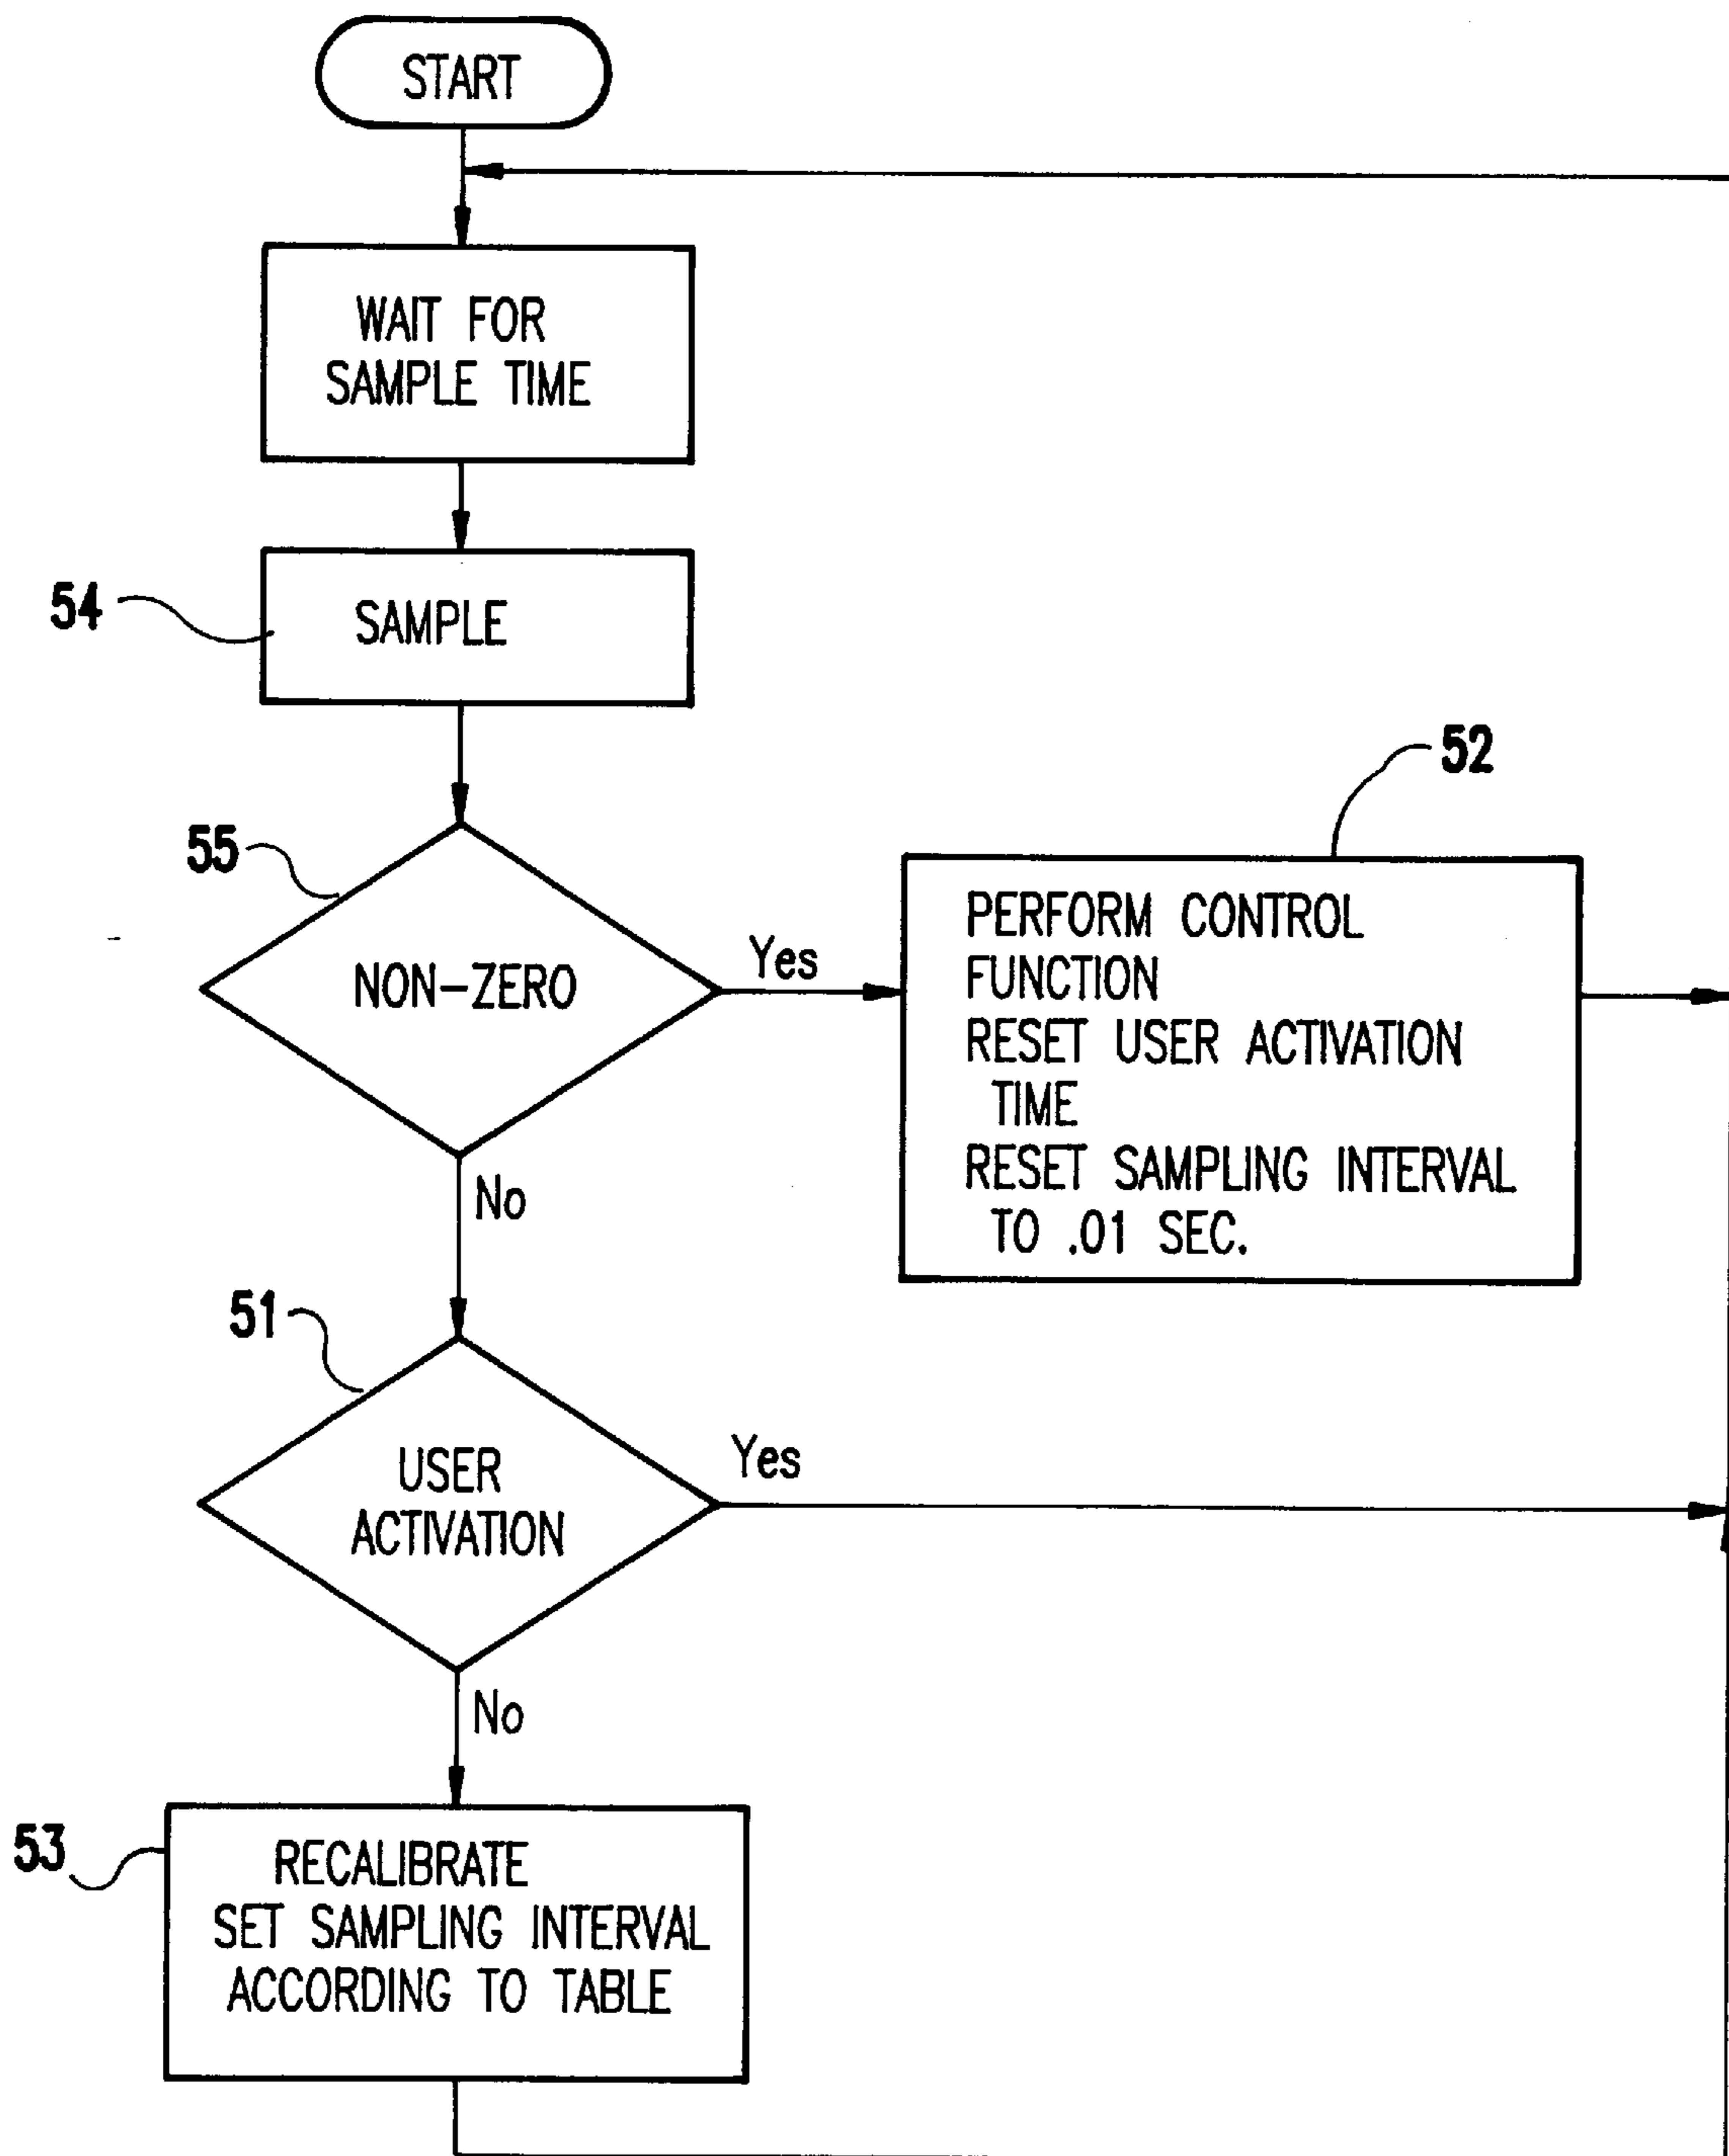 START
WAIT FOR
SAMPLE TIME
54
SAMPLE
52
55
NON-ZERO
Yes
PERFORM CONTROL
FUNCTION
RESET USER ACTIVATION
TIME
RESET SAMPLING INTERVAL
TO .01 SEC.
No
51
USER
ACTIVATION
Yes
No
53
RECALIBRATE
SET SAMPLING INTERVAL
ACCORDING TO TABLE